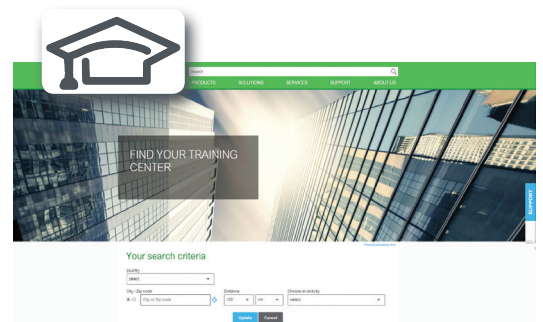 Search
PRODUCTS SOLUTIONS SERVICES SUPPORT ABOUT US
FIND YOUR TRAINING
CENTER
SUPPORT
Your search criteria
Country
select
City / Zip code Distance Choose an activity
City or Zip code 100 km select
Update Cancel